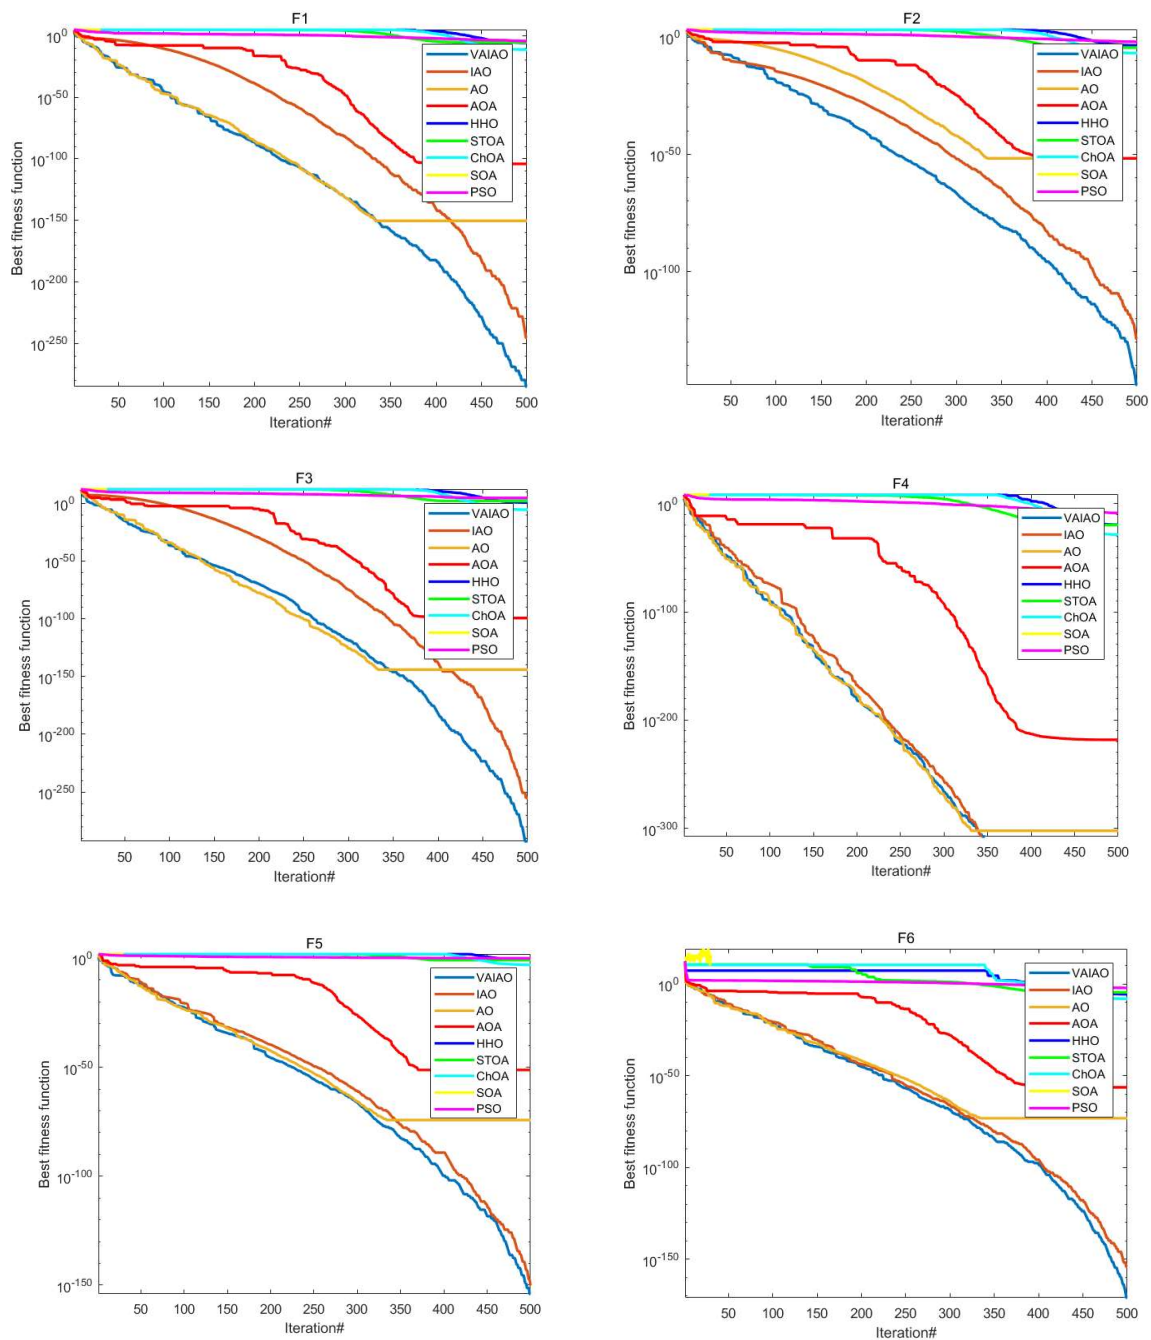 F1
10^0
10^-50
10^-100
10^-150
10^-200
10^-250
Best fitness function
VAIAO
IAO
AO
AOA
HHO
STOA
ChOA
SOA
PSO
50 100 150 200 250 300 350 400 450 500
Iteration#
F2
10^0
10^-50
10^-100
Best fitness function
VAIAO
IAO
AO
AOA
HHO
STOA
ChOA
SOA
PSO
50 100 150 200 250 300 350 400 450 500
Iteration#
F3
10^0
10^-50
10^-100
10^-150
10^-200
10^-250
Best fitness function
VAIAO
IAO
AO
AOA
HHO
STOA
ChOA
SOA
PSO
50 100 150 200 250 300 350 400 450 500
Iteration#
F4
10^0
10^-100
10^-200
10^-300
Best fitness function
VAIAO
IAO
AO
AOA
HHO
STOA
ChOA
SOA
PSO
50 100 150 200 250 300 350 400 450 500
Iteration#
F5
10^0
10^-50
10^-100
10^-150
Best fitness function
VAIAO
IAO
AO
AOA
HHO
STOA
ChOA
SOA
PSO
50 100 150 200 250 300 350 400 450 500
Iteration#
F6
10^0
10^-50
10^-100
10^-150
Best fitness function
VAIAO
IAO
AO
AOA
HHO
STOA
ChOA
SOA
PSO
50 100 150 200 250 300 350 400 450 500
Iteration#